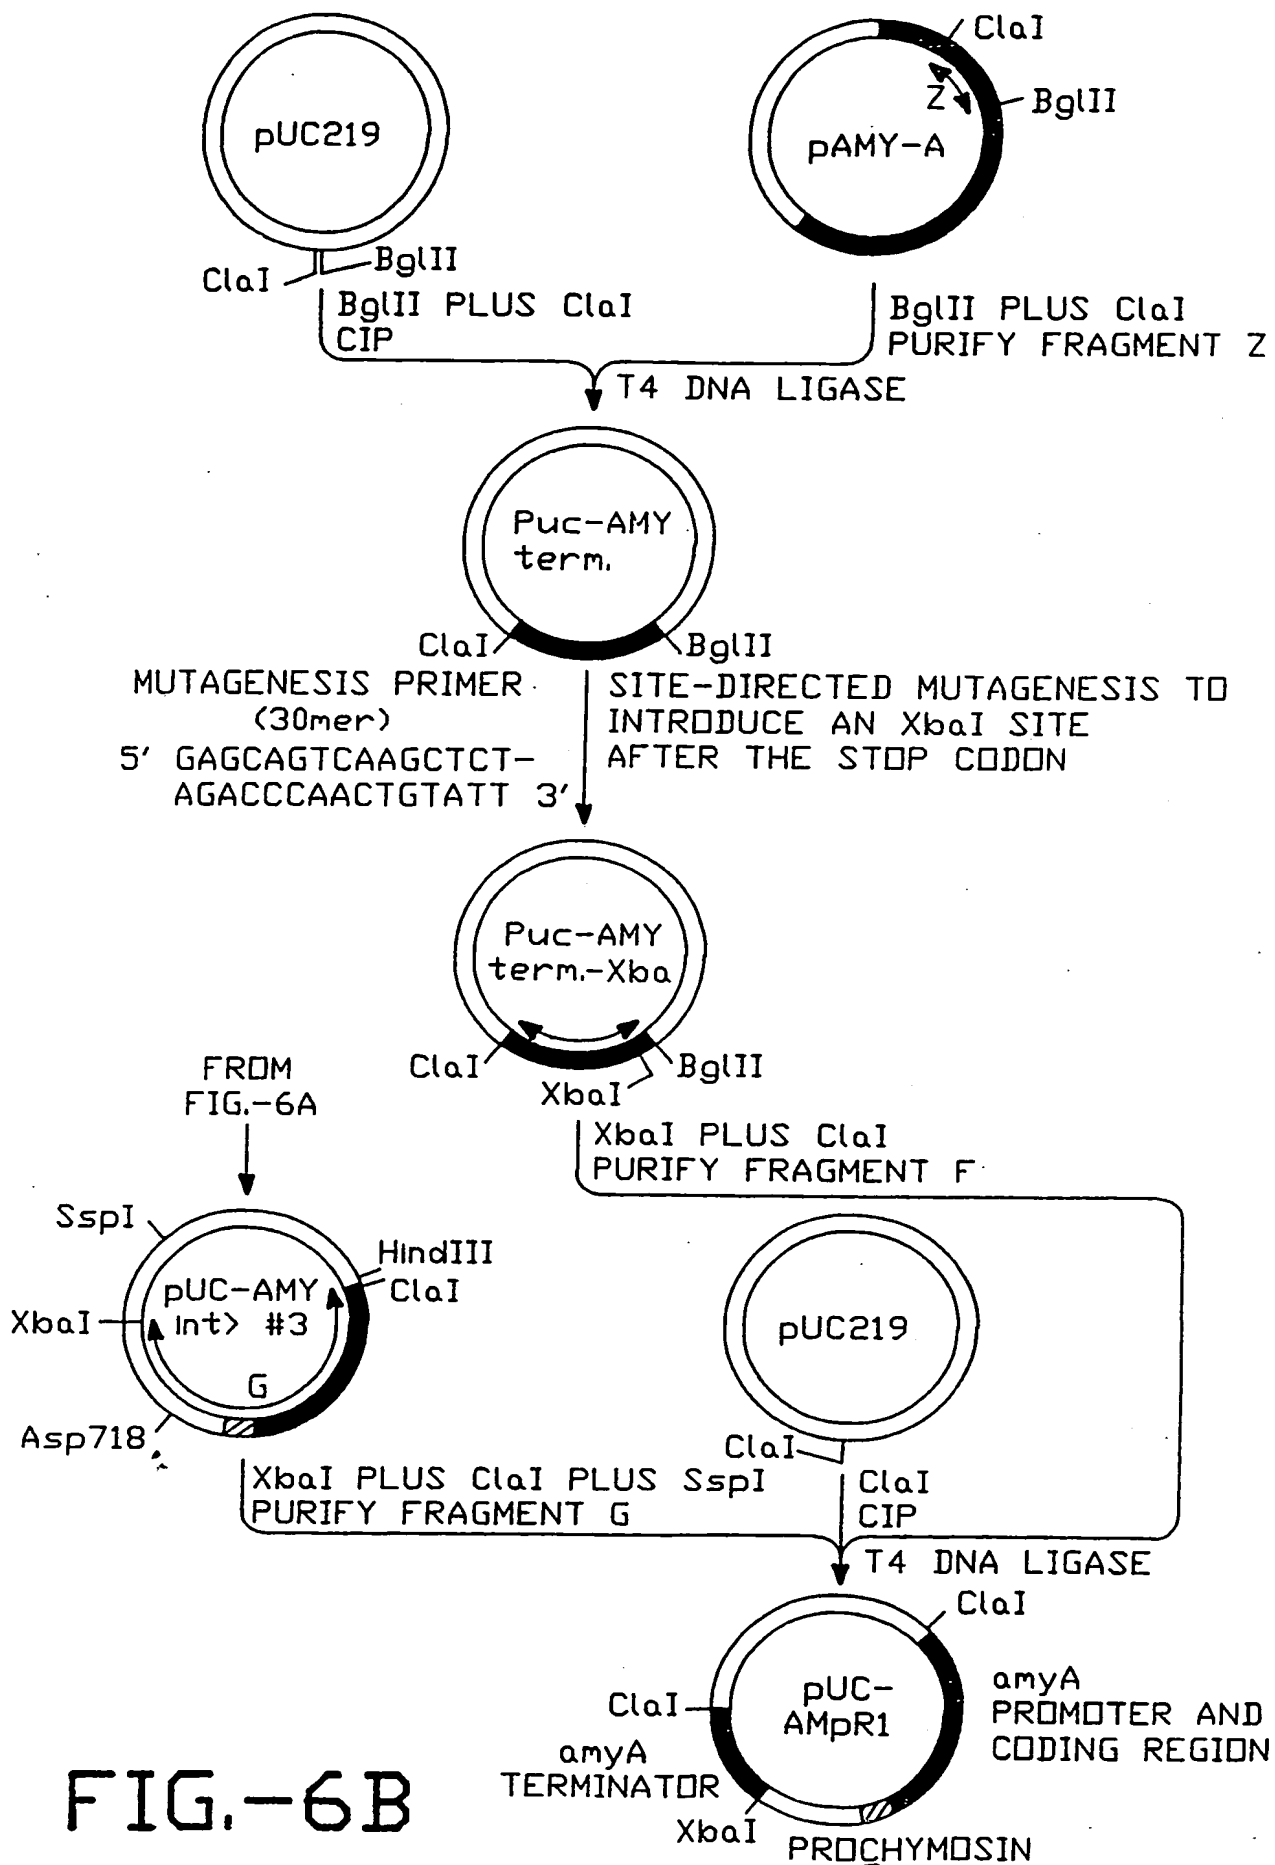 pUC219
ClaI
BglII
ClaI
Z
BglII
pAMY-A
BglII PLUS ClaI
CIP
BglII PLUS ClaI
PURIFY FRAGMENT Z
T4 DNA LIGASE
Puc-AMY
term.
ClaI
BglII
MUTAGENESIS PRIMER
(30mer)
5' GAGCAGTCAAGCTCT-
AGACCCAACTGTATT 3'
SITE-DIRECTED MUTAGENESIS TO
INTRODUCE AN XbaI SITE
AFTER THE STOP CODON
Puc-AMY
term.-Xba
ClaI
XbaI
BglII
XbaI PLUS ClaI
PURIFY FRAGMENT F
FROM
FIG.-6A
SspI
HindIII
ClaI
XbaI
pUC-AMY
int> #3
G
Asp718
XbaI PLUS ClaI PLUS SspI
PURIFY FRAGMENT G
pUC219
ClaI
ClaI
CIP
T4 DNA LIGASE
ClaI
pUC-
AMpR1
ClaI
amyA
PROMOTER AND
CODING REGION
amyA
TERMINATOR
XbaI
PROCHYMOSIN
FIG.-6B